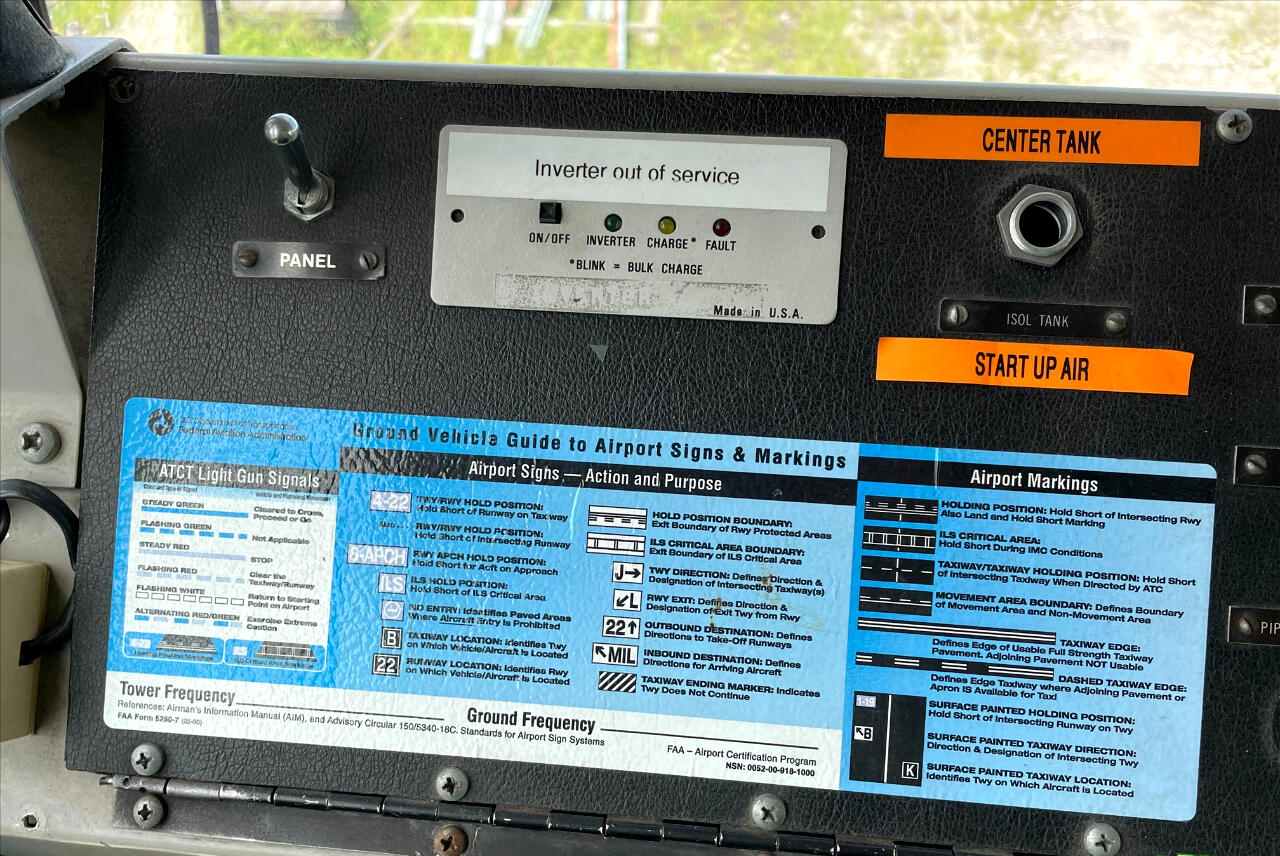 Inverter out of service
ON/OFF INVERTER CHARGE* FAULT
*BLINK = BULK CHARGE
INVERTER
Made in U.S.A.
PANEL
CENTER TANK
ISOL TANK
START UP AIR
PIP
Federal Aviation Administration
Ground Vehicle Guide to Airport Signs & Markings
ATCT Light Gun Signals
STEADY GREEN
Cleared to Cross,
Proceed or Go
FLASHING GREEN
Not Applicable
STEADY RED
STOP
FLASHING RED
Clear the
Taxiway/Runway
FLASHING WHITE
Return to Starting
Point on Airport
ALTERNATING RED/GREEN
Exercise Extreme
Caution
Airport Signs — Action and Purpose
4-22
TWY/RWY HOLD POSITION:
Hold Short of Runway on Taxiway
RWY/RWY HOLD POSITION:
Hold Short of Intersecting Runway
8-APCH
RWY APCH HOLD POSITION:
Hold Short for Acft on Approach
ILS
ILS HOLD POSITION:
Hold Short of ILS Critical Area
NO ENTRY: Identifies Paved Areas
Where Aircraft Entry is Prohibited
B
TAXIWAY LOCATION: Identifies Twy
on Which Vehicle/Aircraft is Located
22
RUNWAY LOCATION: Identifies Rwy
on Which Vehicle/Aircraft is Located
HOLD POSITION BOUNDARY:
Exit Boundary of Rwy Protected Areas
ILS CRITICAL AREA BOUNDARY:
Exit Boundary of ILS Critical Area
J→
TWY DIRECTION: Defines Direction &
Designation of Intersecting Taxiway(s)
↙L
RWY EXIT: Defines Direction &
Designation of Exit Twy from Rwy
22↑
OUTBOUND DESTINATION: Defines
Directions to Take-Off Runways
↖MIL
INBOUND DESTINATION: Defines
Directions for Arriving Aircraft
TAXIWAY ENDING MARKER: Indicates
Twy Does Not Continue
Airport Markings
HOLDING POSITION: Hold Short of Intersecting Rwy
Also Land and Hold Short Marking
ILS CRITICAL AREA:
Hold Short During IMC Conditions
TAXIWAY/TAXIWAY HOLDING POSITION: Hold Short
of Intersecting Taxiway When Directed by ATC
MOVEMENT AREA BOUNDARY: Defines Boundary
of Movement Area and Non-Movement Area
TAXIWAY EDGE:
Defines Edge of Usable Full Strength Taxiway
Pavement. Adjoining Pavement NOT Usable
DASHED TAXIWAY EDGE:
Defines Edge Taxiway where Adjoining Pavement or
Apron IS Available for Taxi
SURFACE PAINTED HOLDING POSITION:
Hold Short of Intersecting Runway on Twy
↖B
SURFACE PAINTED TAXIWAY DIRECTION:
Direction & Designation of Intersecting Twy
K
SURFACE PAINTED TAXIWAY LOCATION:
Identifies Twy on Which Aircraft is Located
Tower Frequency
Ground Frequency
References: Airman's Information Manual (AIM), and Advisory Circular 150/5340-18C. Standards for Airport Sign Systems
FAA Form 5280-7
FAA – Airport Certification Program
NSN: 0052-00-918-1000